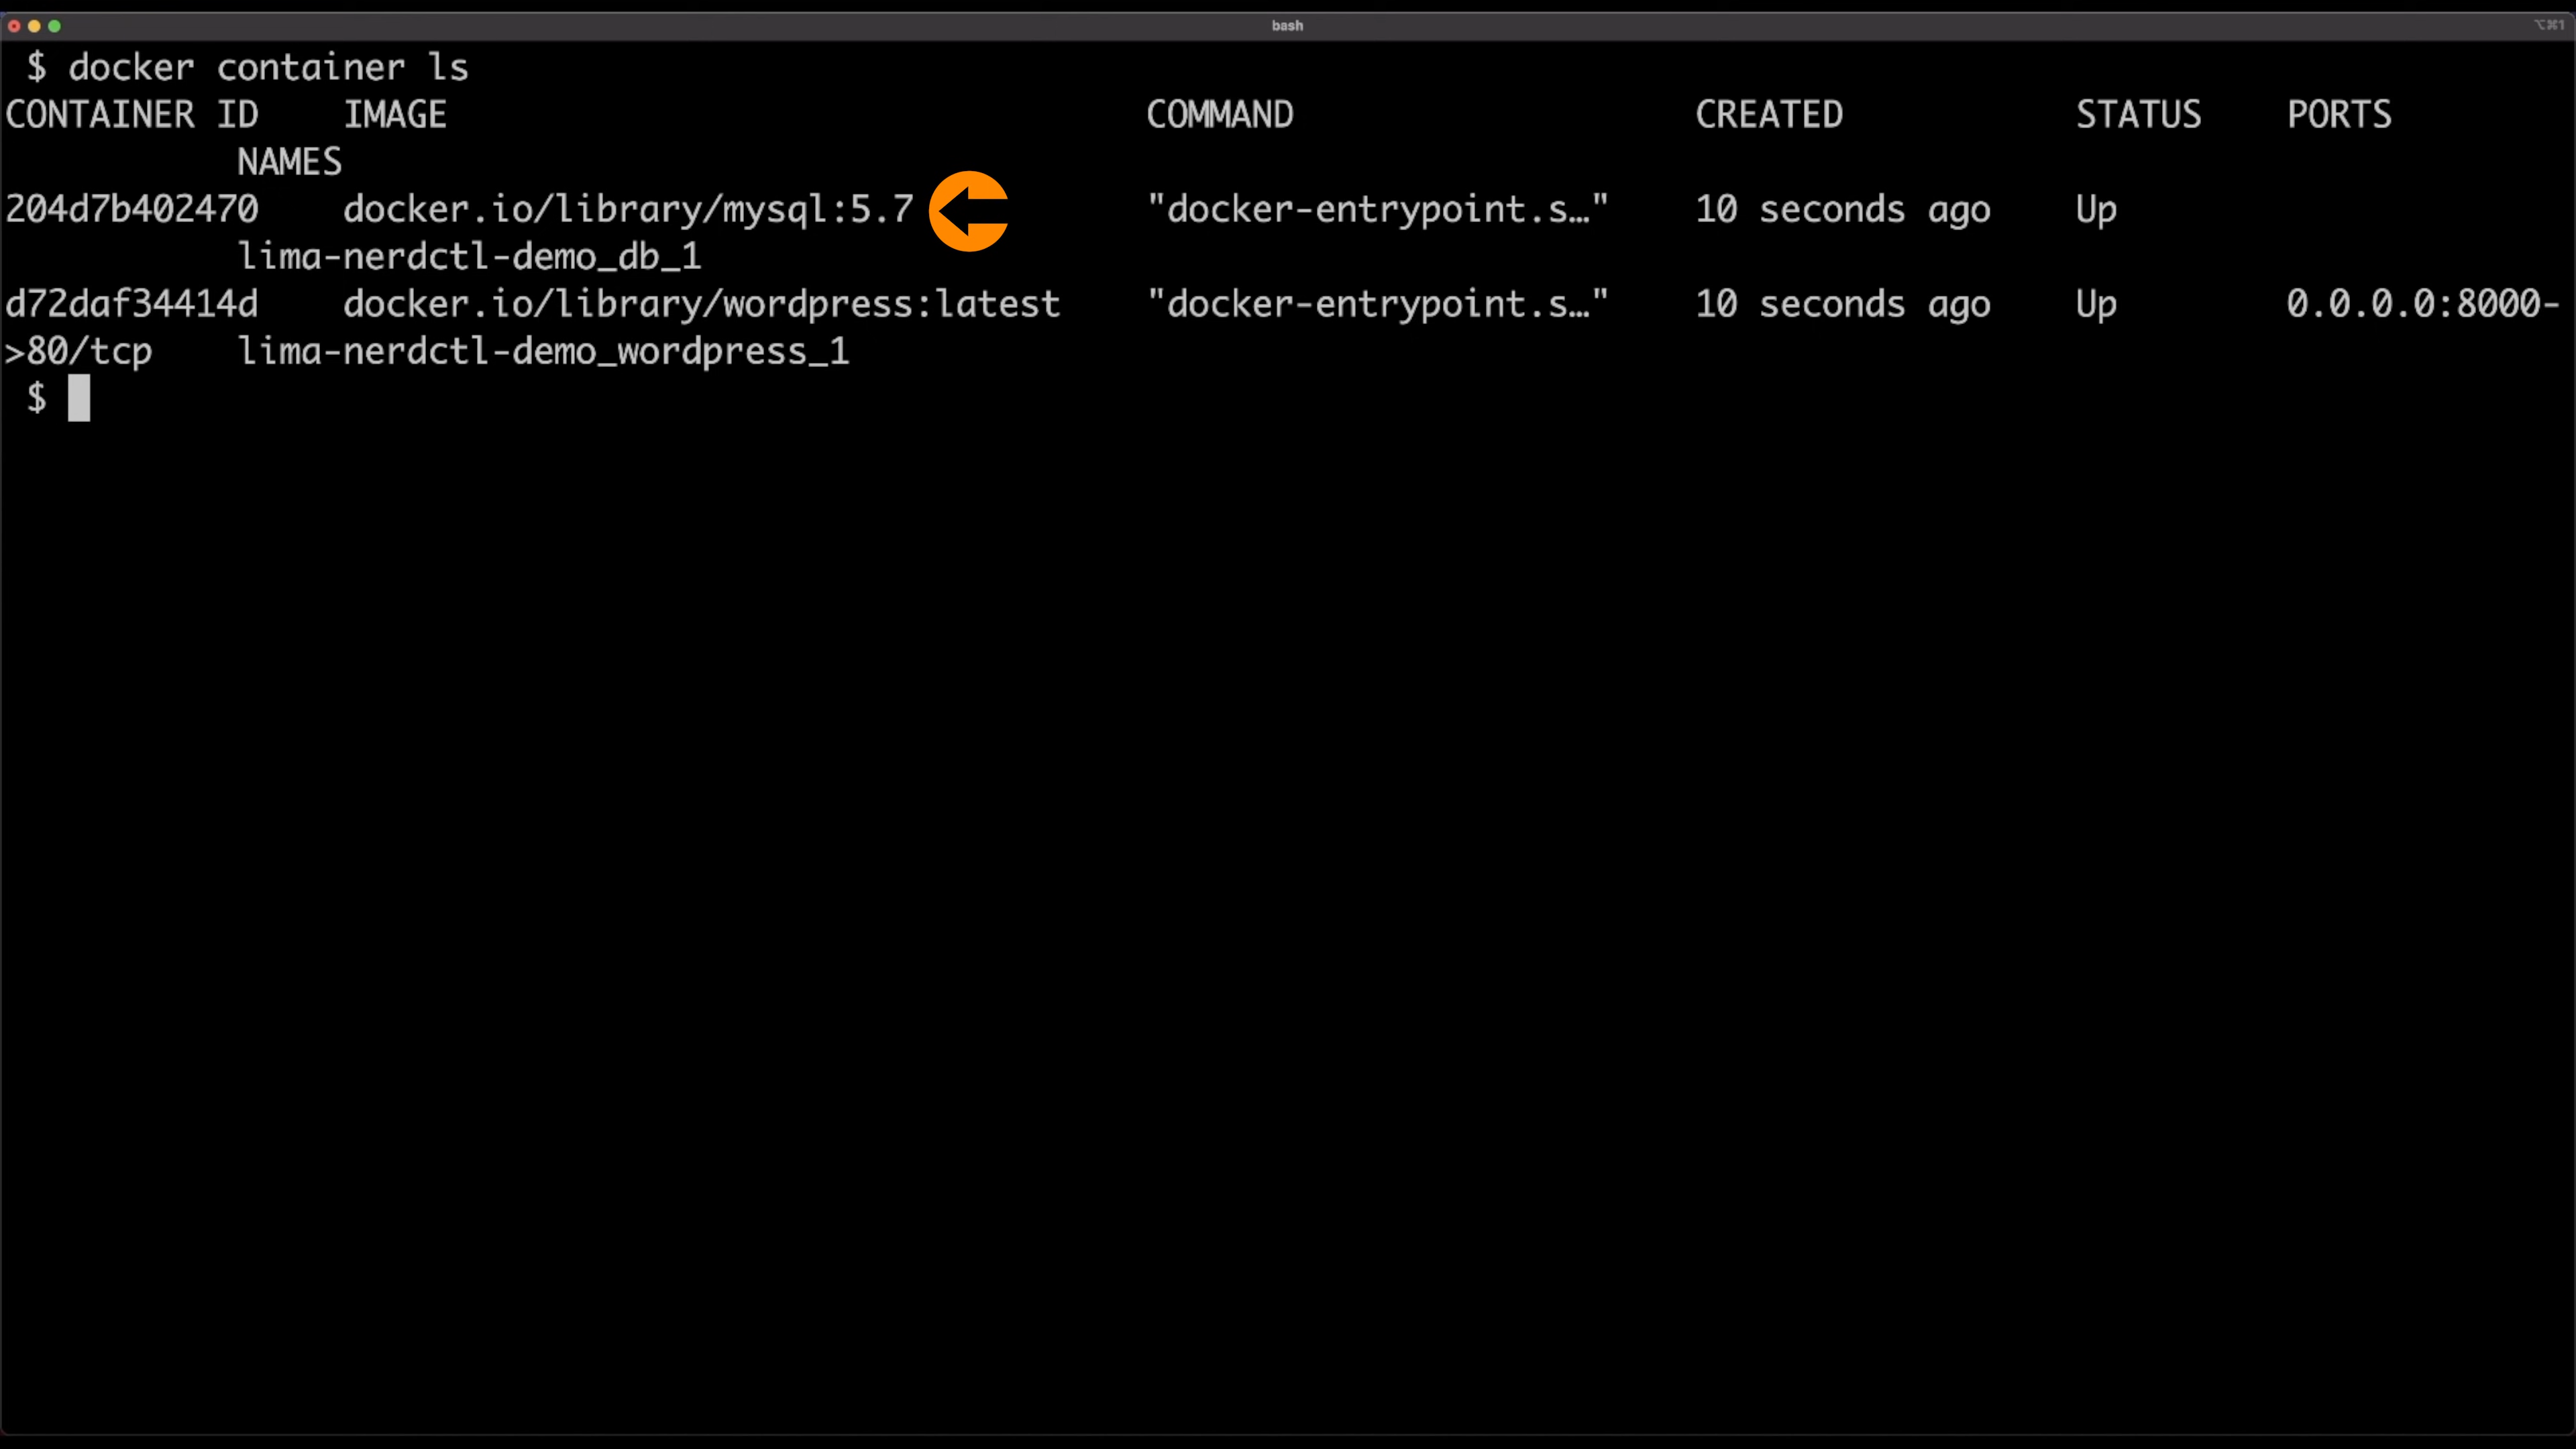 bash
⌥⌘1
$ docker container ls
CONTAINER ID    IMAGE                                 COMMAND                   CREATED           STATUS    PORTS
           NAMES
204d7b402470    docker.io/library/mysql:5.7           "docker-entrypoint.s…"    10 seconds ago    Up
           lima-nerdctl-demo_db_1
d72daf34414d    docker.io/library/wordpress:latest    "docker-entrypoint.s…"    10 seconds ago    Up        0.0.0.0:8000-
>80/tcp    lima-nerdctl-demo_wordpress_1
$